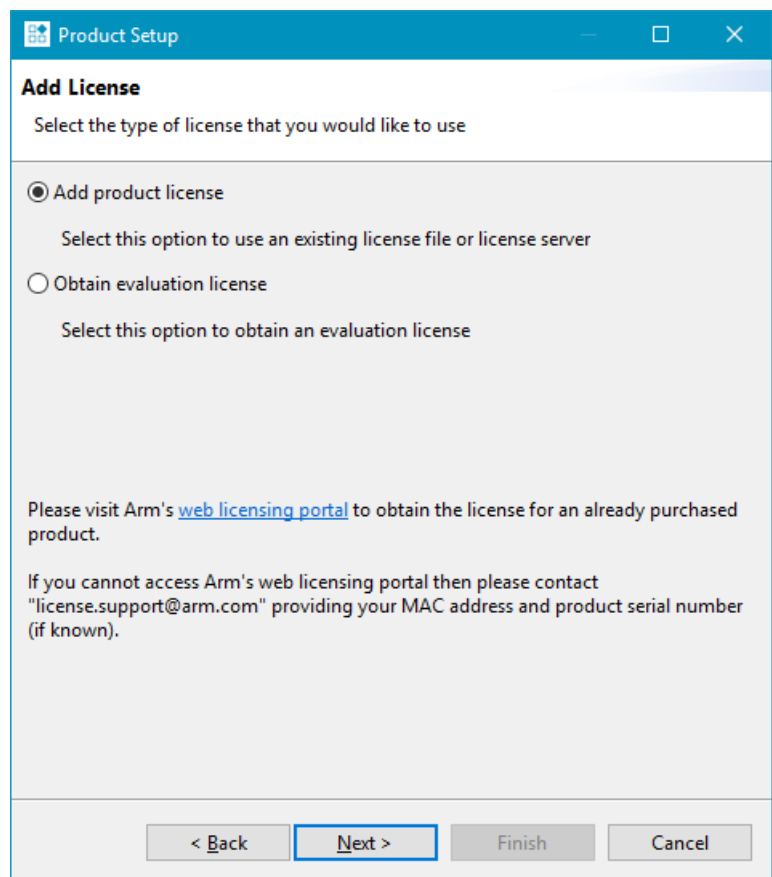 Product Setup
Add License
Select the type of license that you would like to use
Add product license
Select this option to use an existing license file or license server
Obtain evaluation license
Select this option to obtain an evaluation license
Please visit Arm's web licensing portal to obtain the license for an already purchased
product.
If you cannot access Arm's web licensing portal then please contact
"license.support@arm.com" providing your MAC address and product serial number
(if known).
< Back
Next >
Finish
Cancel